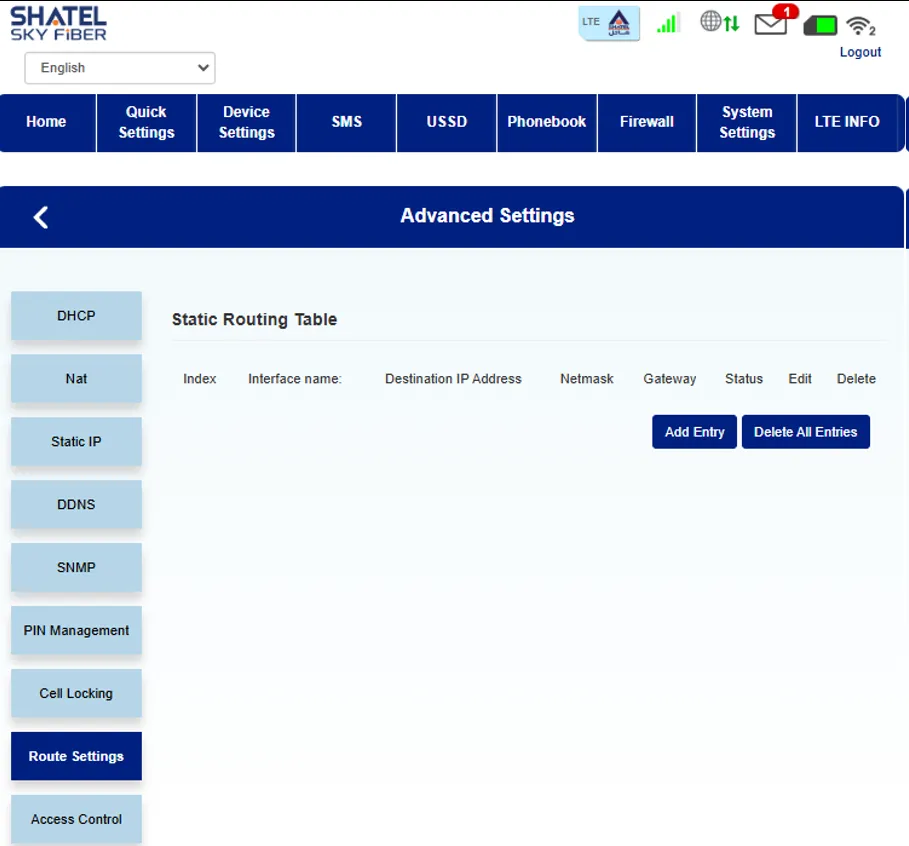 SHATEL
SKY FiBER
LTE
1
2
Logout
English
Home
Quick Settings
Device Settings
SMS
USSD
Phonebook
Firewall
System Settings
LTE INFO
Advanced Settings
DHCP
Nat
Static IP
DDNS
SNMP
PIN Management
Cell Locking
Route Settings
Access Control
Static Routing Table
Index Interface name: Destination IP Address Netmask Gateway Status Edit Delete
Add Entry Delete All Entries